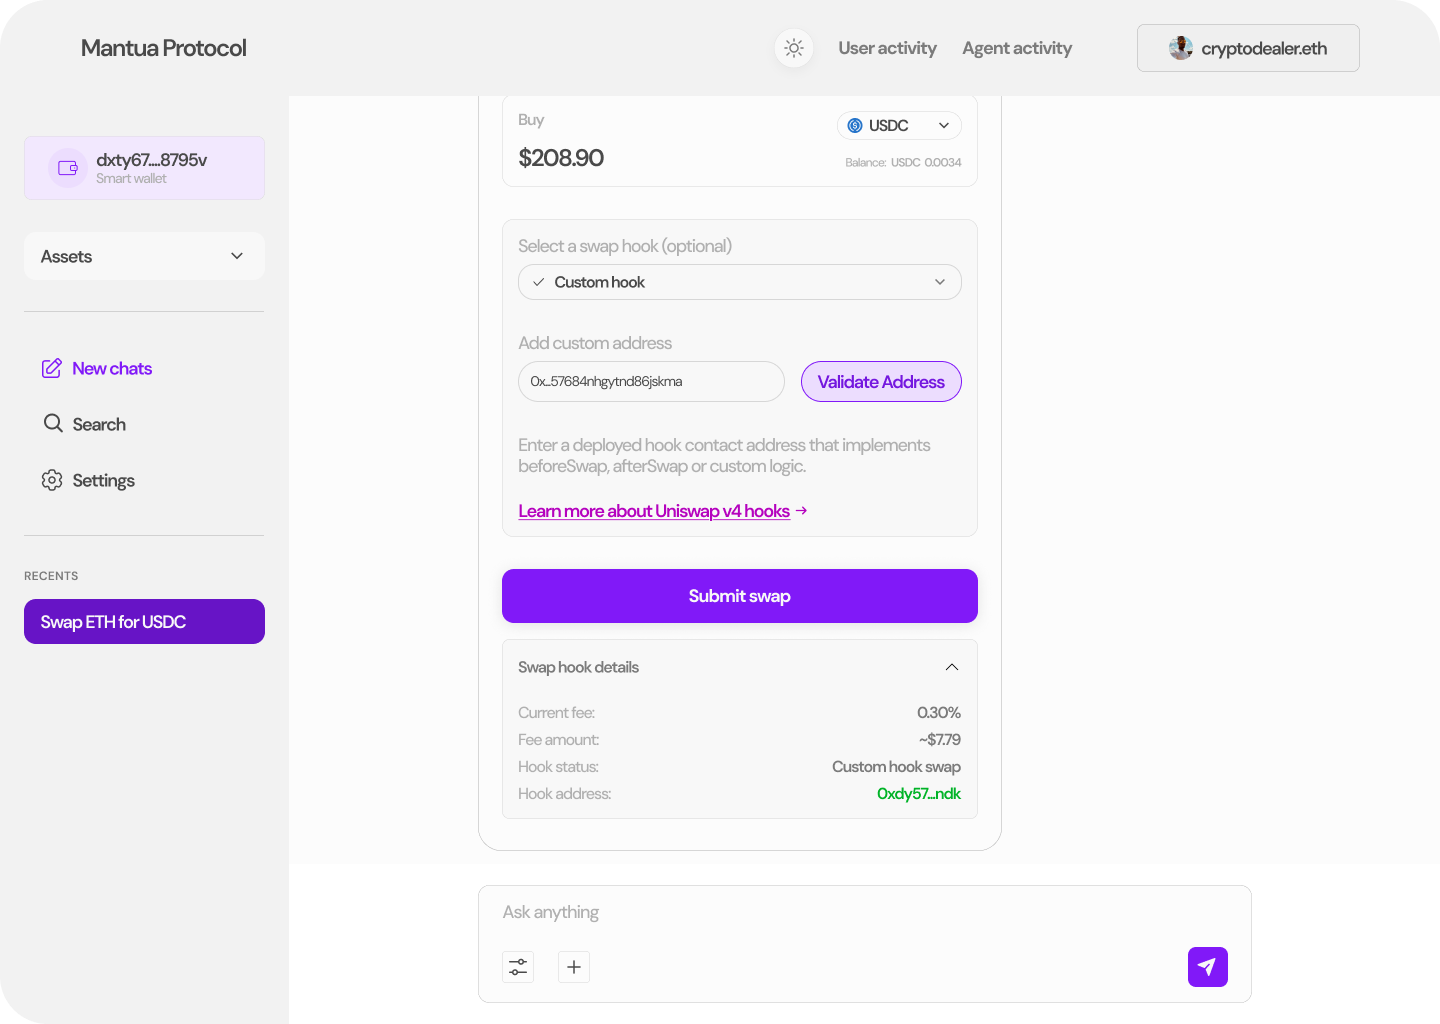 Mantua Protocol
User activity
Agent activity
cryptodealer.eth
dxty67....8795v
Smart wallet
Assets
New chats
Search
Settings
RECENTS
Swap ETH for USDC
Buy
USDC
$208.90
Balance: USDC 0.0034
Select a swap hook (optional)
Custom hook
Add custom address
0x...57684nhgytnd86jskma
Validate Address
Enter a deployed hook contact address that implements
beforeSwap, afterSwap or custom logic.
Learn more about Uniswap v4 hooks →
Submit swap
Swap hook details
Current fee: 0.30%
Fee amount: ~$7.79
Hook status: Custom hook swap
Hook address: 0xdy57...ndk
Ask anything